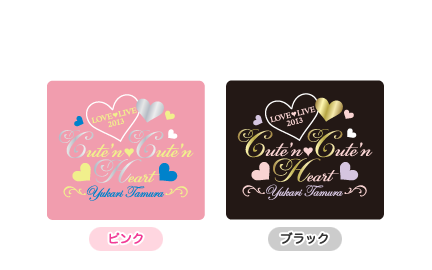 LOVE♥LIVE
2013
Cute'n♥Cute'n
Heart
Yukari Tamura
LOVE♥LIVE
2013
Cute'n♥Cute'n
Heart
Yukari Tamura
ピンク
ブラック